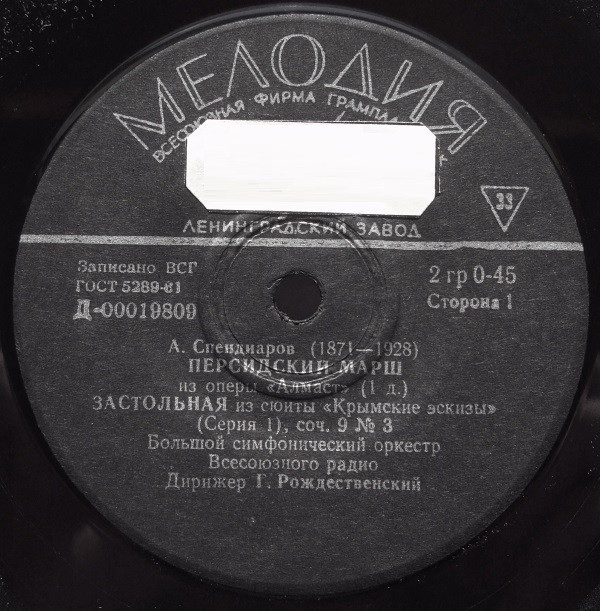 МЕЛОДИЯ
ВСЕСОЮЗНАЯ ФИРМА
33
ЛЕНИНГРАДСКИЙ ЗАВОД
Записано ВСГ
ГОСТ 5289-61
Д-00019809
2 гр 0-45
Сторона 1
А. Спендиаров (1871—1928)
ПЕРСИДСКИЙ МАРШ
из оперы «Алмаст» (1 д.)
ЗАСТОЛЬНАЯ из сюиты «Крымские эскизы»
(Серия 1), соч. 9 № 3
Большой симфонический оркестр
Всесоюзного радио
Дирижер Г. Рождественский